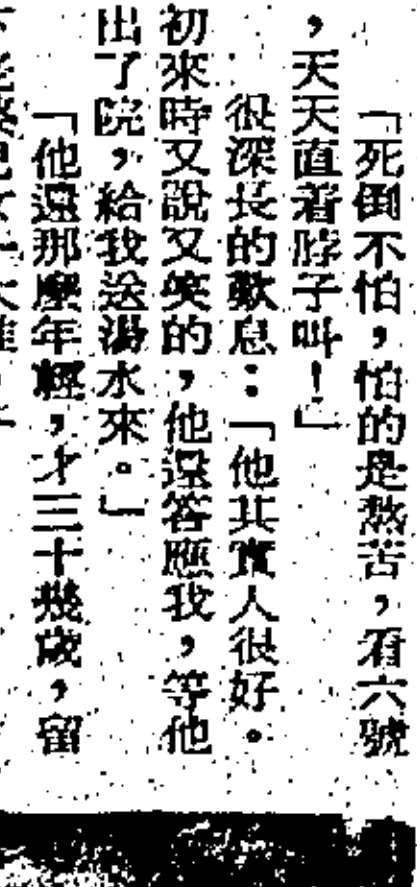 「死倒不怕，怕的是熬苦，看六號
，天天直着脖子叫！」
很深長的歎息：「他其實人很好。
初來時又說又笑的，他還答應我，等他
出了院，給我送湯水來。」
「他還那麼年輕，才三十幾歲，留